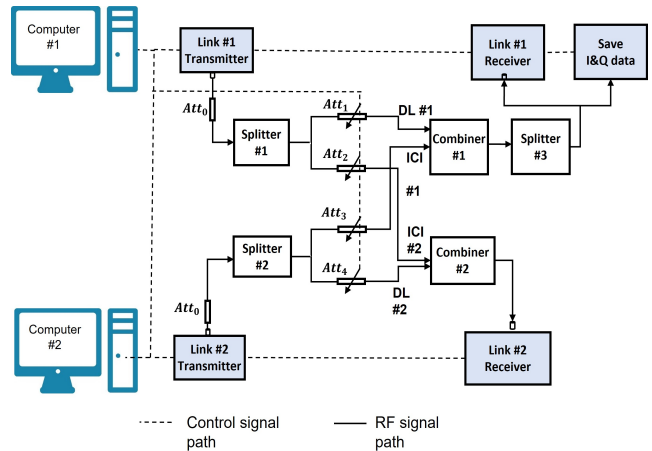 Computer
#1
Link #1
Transmitter
Link #1
Receiver
Save
I&Q data
Att0
Splitter
#1
Att1
Att2
DL #1
ICI
#1
Combiner
#1
Splitter
#3
Att3
Splitter
#2
Att4
ICI
#2
DL
#2
Combiner
#2
Att0
Computer
#2
Link #2
Transmitter
Link #2
Receiver
Control signal
path
RF signal
path